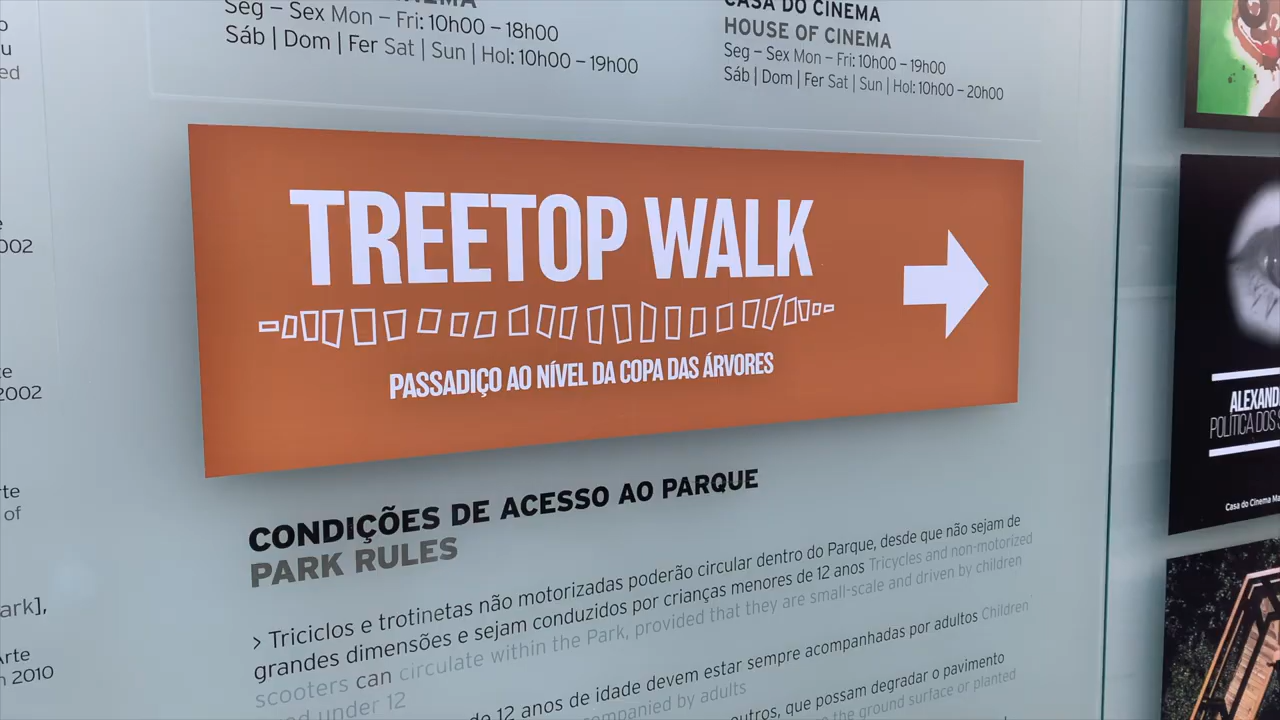 Seg – Sex Mon – Fri: 10h00 – 18h00
Sáb | Dom | Fer Sat | Sun | Hol: 10h00 – 19h00
CASA DO CINEMA
HOUSE OF CINEMA
Seg – Sex Mon – Fri: 10h00 – 19h00
Sáb | Dom | Fer Sat | Sun | Hol: 10h00 – 20h00
TREETOP WALK
PASSADIÇO AO NÍVEL DA COPA DAS ÁRVORES
CONDIÇÕES DE ACESSO AO PARQUE
PARK RULES
> Triciclos e trotinetas não motorizadas poderão circular dentro do Parque, desde que não sejam de
grandes dimensões e sejam conduzidos por crianças menores de 12 anos Tricycles and non-motorized
scooters can circulate within the Park, provided that they are small-scale and driven by children
under 12
12 anos de idade devem estar sempre acompanhadas por adultos Children
by adults
que possam degradar o pavimento
the ground surface or planted
2002
of
2010
POLÍTICA DOS
Casa do Cinema